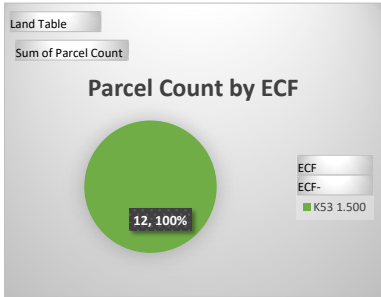 Land Table
Sum of Parcel Count
Parcel Count by ECF
12, 100%
ECF
ECF-
K53 1.500